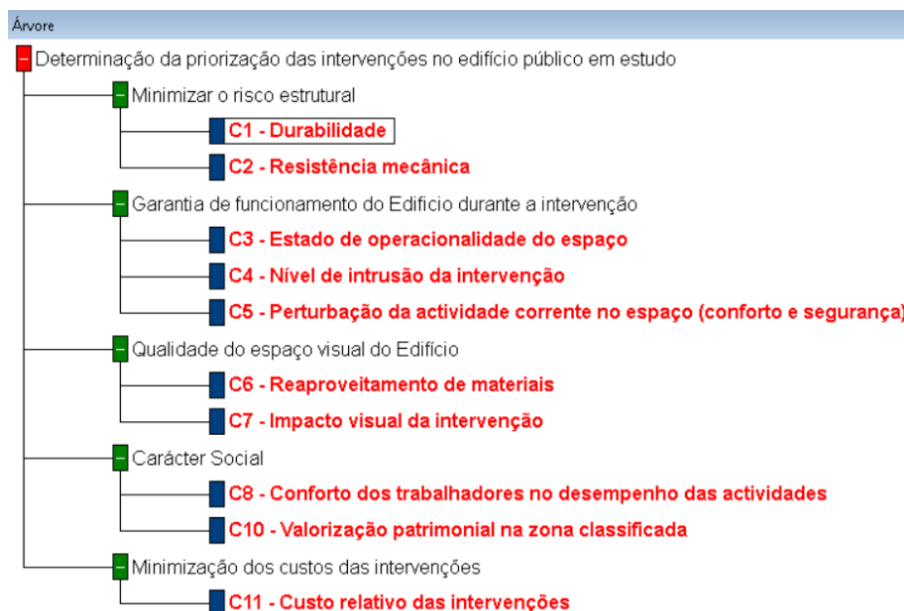 Árvore
Determinação da priorização das intervenções no edifício público em estudo
Minimizar o risco estrutural
C1 - Durabilidade
C2 - Resistência mecânica
Garantia de funcionamento do Edificio durante a intervenção
C3 - Estado de operacionalidade do espaço
C4 - Nível de intrusão da intervenção
C5 - Perturbação da actividade corrente no espaço (conforto e segurança)
Qualidade do espaço visual do Edifício
C6 - Reaproveitamento de materiais
C7 - Impacto visual da intervenção
Carácter Social
C8 - Conforto dos trabalhadores no desempenho das actividades
C10 - Valorização patrimonial na zona classificada
Minimização dos custos das intervenções
C11 - Custo relativo das intervenções